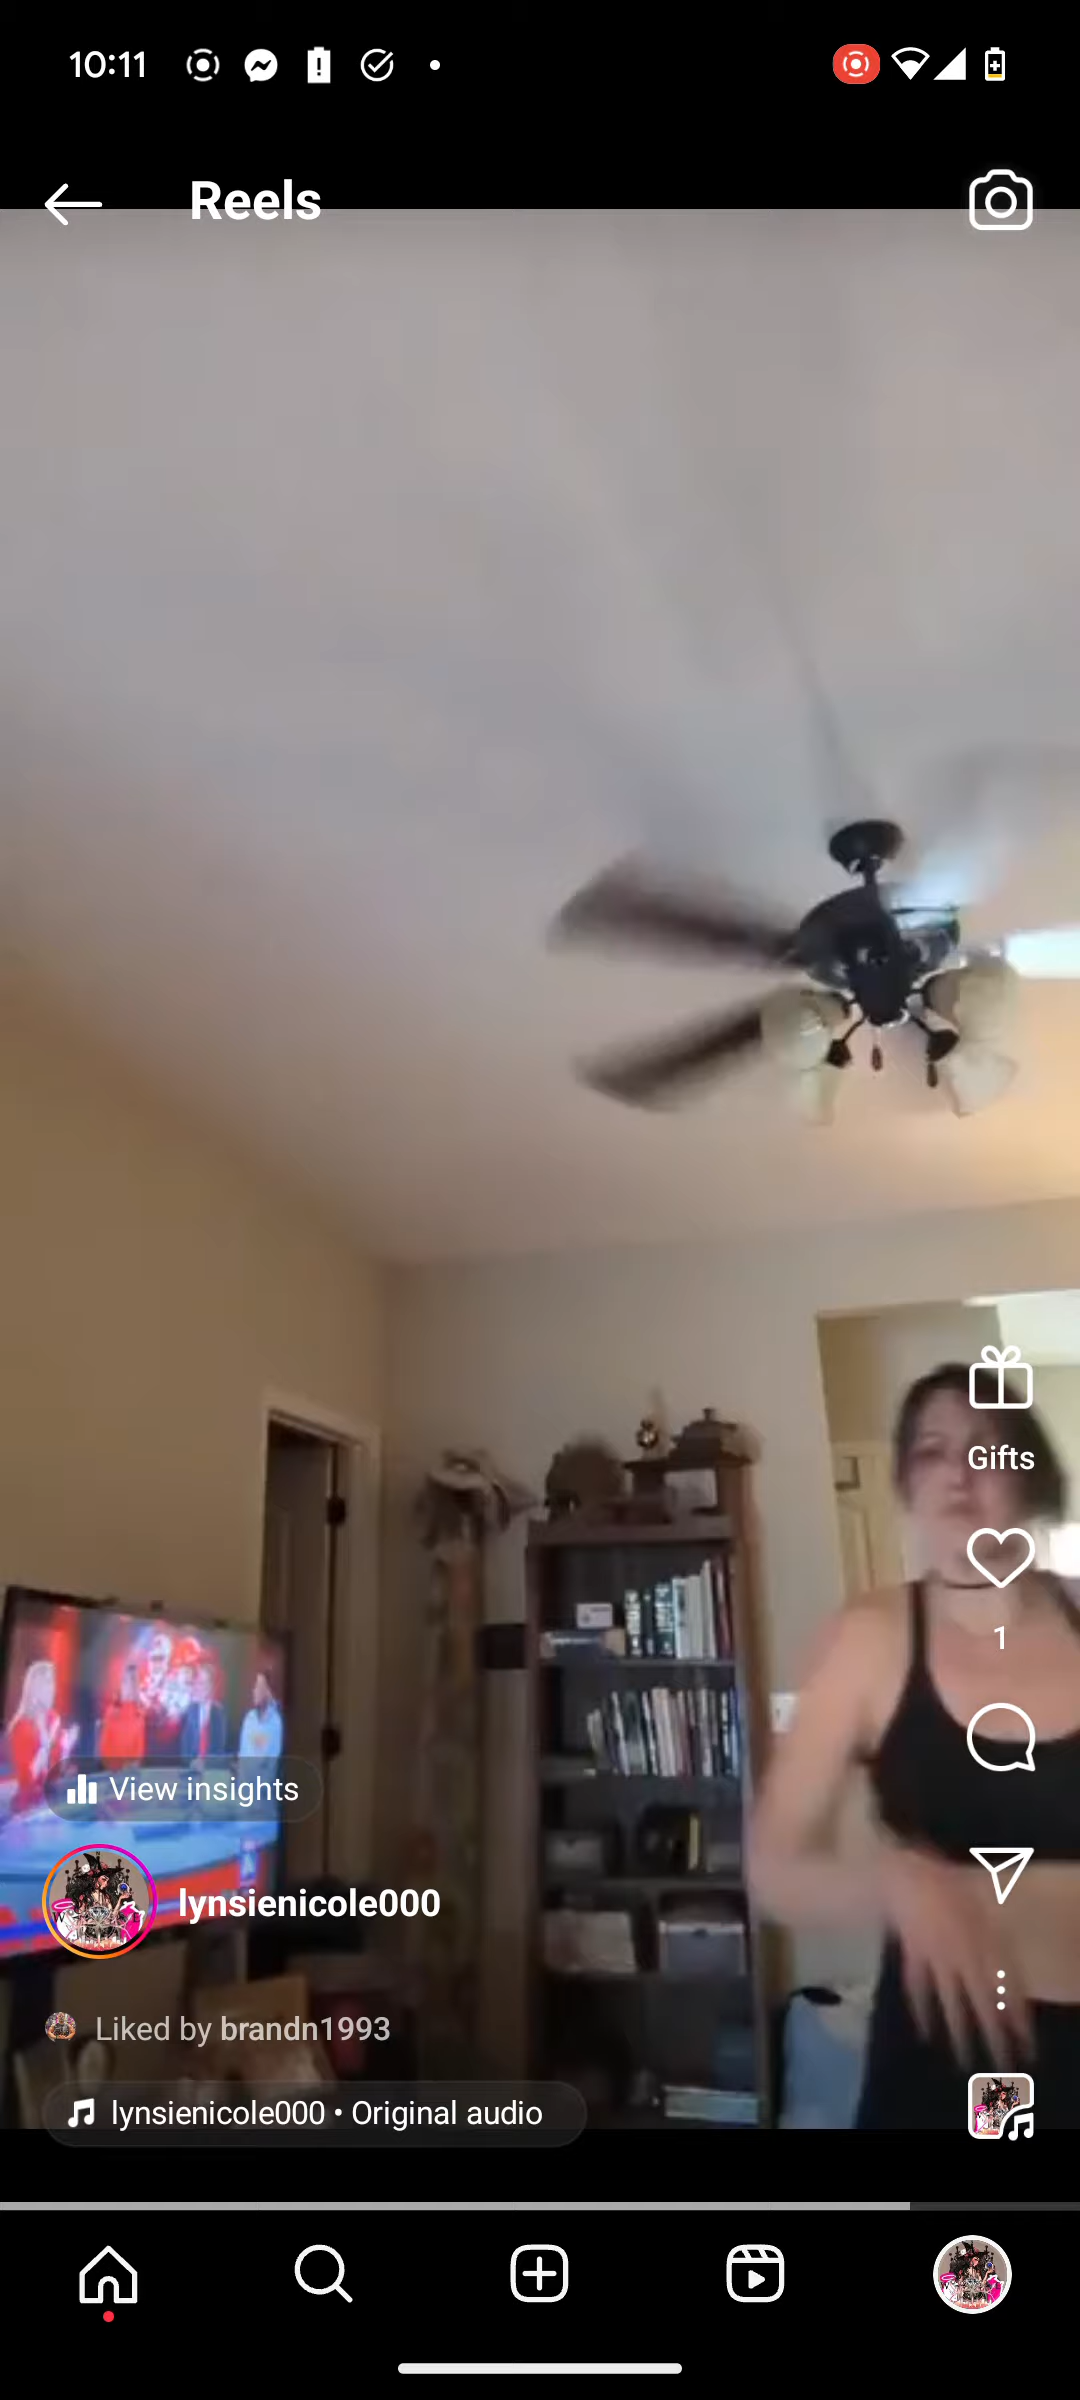 10:11
Reels
Gifts
1
View insights
lynsienicole000
Liked by brandn1993
lynsienicole000 • Original audio